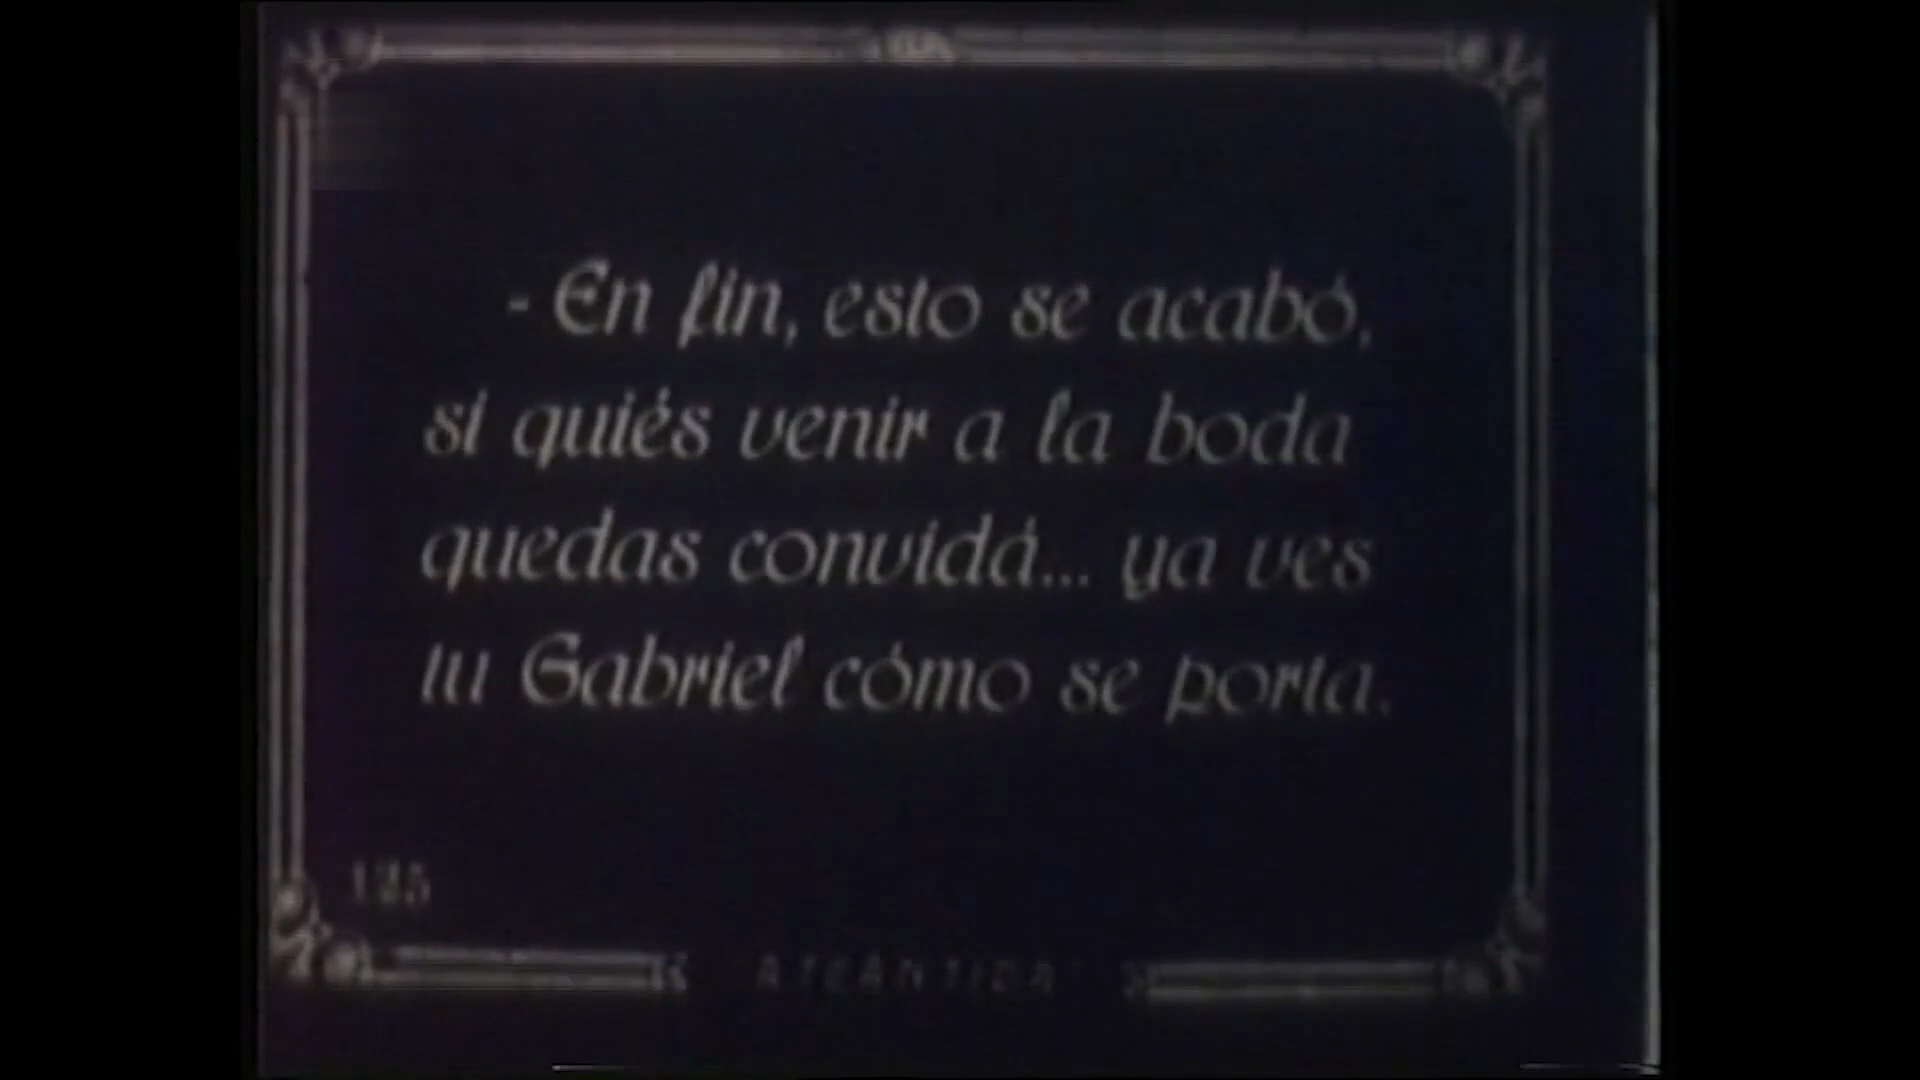 - En fin, esto se acabó,
si quiés venir a la boda
quedas convidá... ya ves
tu Gabriel cómo se porta.
135
ATLÁNTIDA